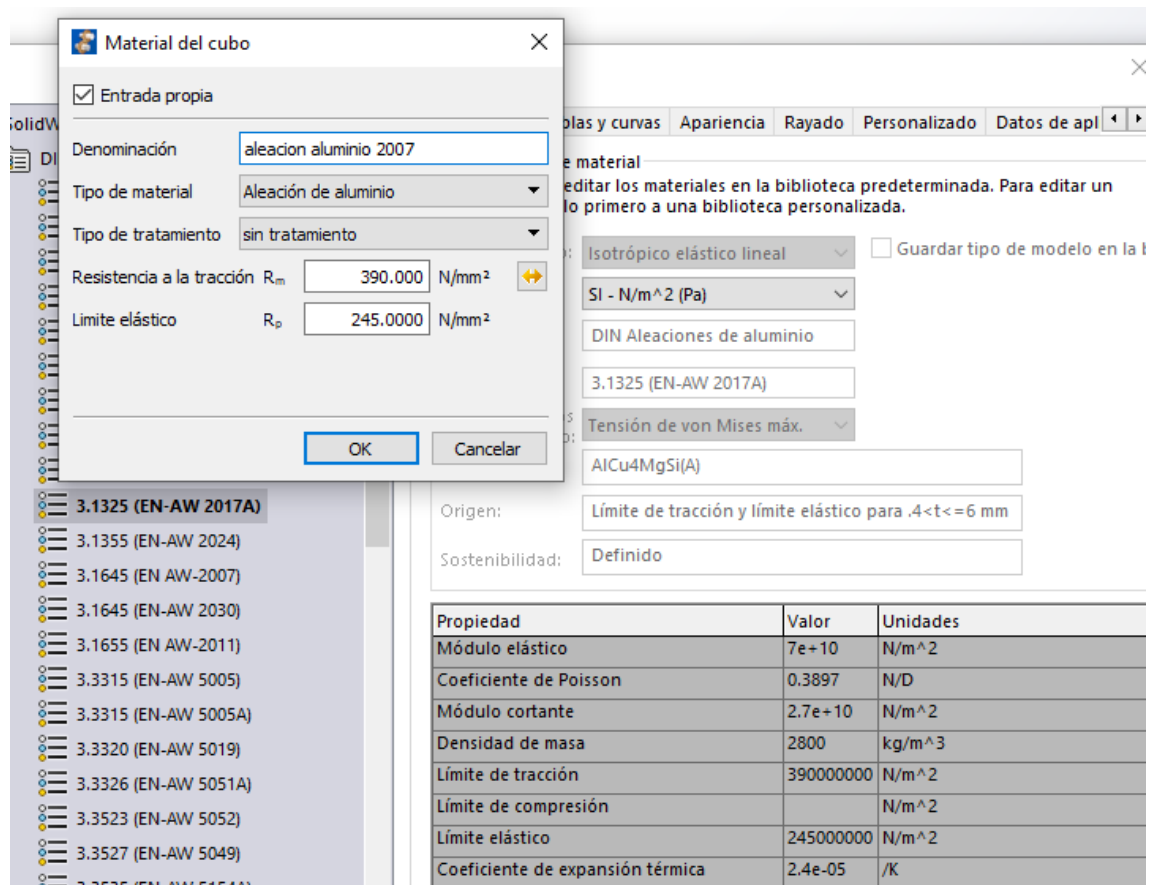 Material del cubo
Entrada propia
Denominación aleacion aluminio 2007
Tipo de material Aleación de aluminio
Tipo de tratamiento sin tratamiento
Resistencia a la tracción Rₘ 390.000 N/mm²
Limite elástico Rₚ 245.0000 N/mm²
OK Cancelar
SolidW
DI
blas y curvas Apariencia Rayado Personalizado Datos de apl
e material
editar los materiales en la biblioteca predeterminada. Para editar un
lo primero a una biblioteca personalizada.
Isotrópico elástico lineal Guardar tipo de modelo en la b
SI - N/m^2 (Pa)
DIN Aleaciones de aluminio
3.1325 (EN-AW 2017A)
Tensión de von Mises máx.
AlCu4MgSi(A)
Origen: Límite de tracción y límite elástico para .4<t<=6 mm
Sostenibilidad: Definido
3.1325 (EN-AW 2017A)
3.1355 (EN-AW 2024)
3.1645 (EN AW-2007)
3.1645 (EN-AW 2030)
3.1655 (EN AW-2011)
3.3315 (EN-AW 5005)
3.3315 (EN-AW 5005A)
3.3320 (EN-AW 5019)
3.3326 (EN-AW 5051A)
3.3523 (EN-AW 5052)
3.3527 (EN-AW 5049)
3.3535 (EN-AW 5154A)
Propiedad Valor Unidades
Módulo elástico 7e+10 N/m^2
Coeficiente de Poisson 0.3897 N/D
Módulo cortante 2.7e+10 N/m^2
Densidad de masa 2800 kg/m^3
Límite de tracción 390000000 N/m^2
Límite de compresión N/m^2
Límite elástico 245000000 N/m^2
Coeficiente de expansión térmica 2.4e-05 /K